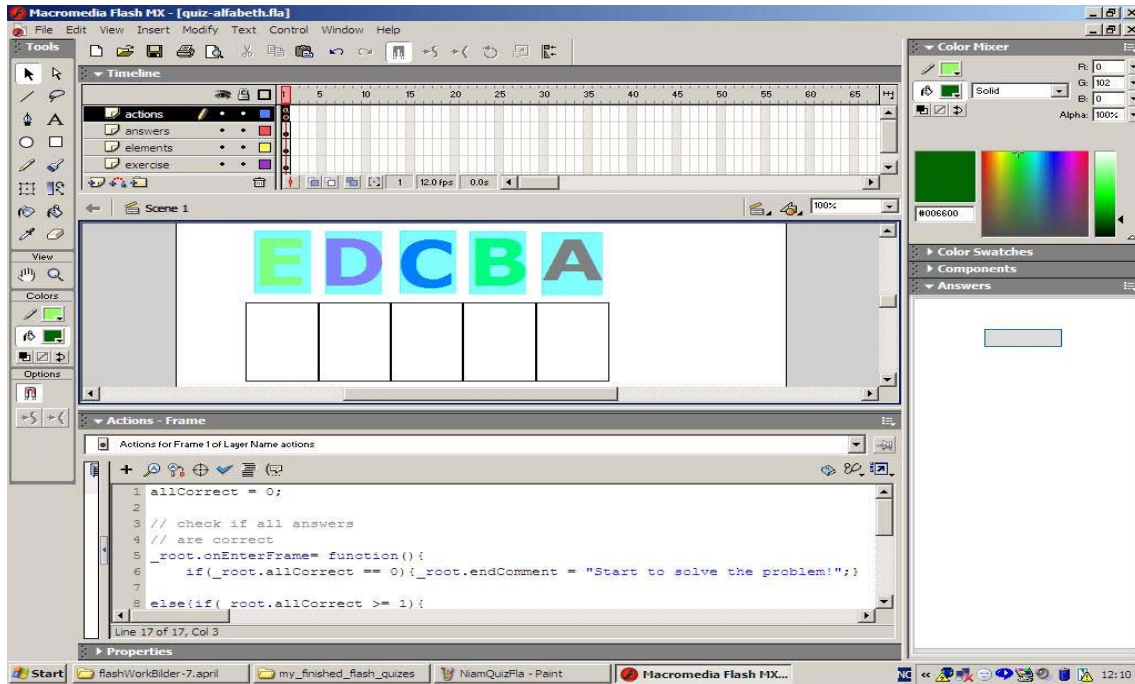 Macromedia Flash MX - [quiz-alfabeth.fla]
File Edit View Insert Modify Text Control Window Help
Tools
View
Colors
Options
Timeline
1 5 10 15 20 25 30 35 40 45 50 55 60 65
actions
answers
elements
exercise
1 12.0 fps 0.0s
Scene 1
100%
E D C B A
Actions - Frame
Actions for Frame 1 of Layer Name actions
1 allCorrect = 0;
2
3 // check if all answers
4 // are correct
5 _root.onEnterFrame= function(){
6 if(_root.allCorrect == 0){_root.endComment = "Start to solve the problem!";}
7
8 else{if(_root.allCorrect >= 1){
Line 17 of 17, Col 3
Properties
Color Mixer
R: 0
Solid
G: 102
B: 0
Alpha: 100%
#006600
Color Swatches
Components
Answers
Start
flashWorkBilder-7.april
my_finished_flash_quizes
NiamQuizFla - Paint
Macromedia Flash MX...
NO
12:10